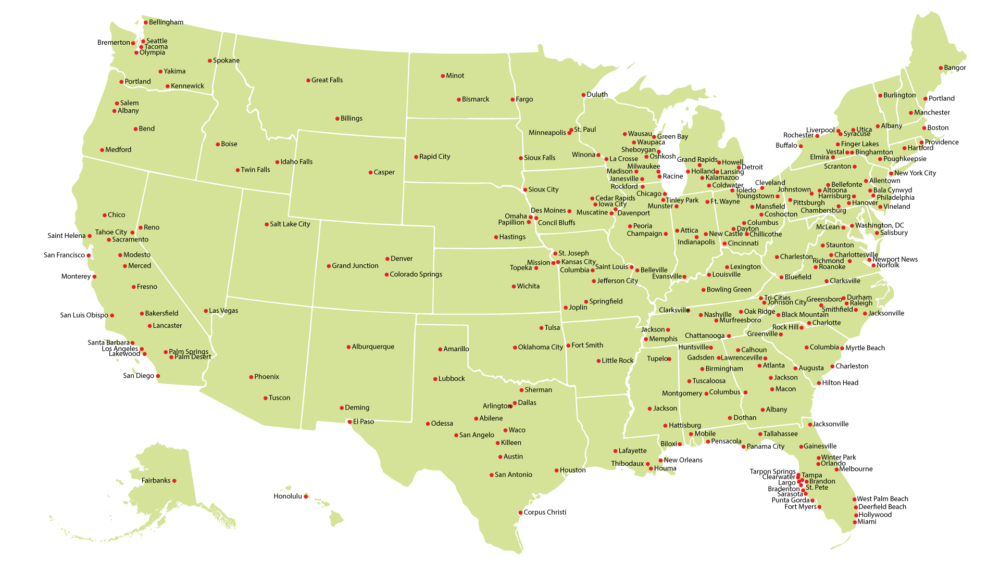 Bellingham
Seattle
Bremerton
Tacoma
Olympia
Spokane
Yakima
Kennewick
Portland
Salem
Albany
Bend
Medford
Boise
Idaho Falls
Twin Falls
Great Falls
Billings
Casper
Minot
Bismarck
Fargo
Rapid City
Sioux Falls
Duluth
St. Paul
Minneapolis
Winona
Wausau
Green Bay
Waupaca
Sheboygan
Oshkosh
La Crosse
Milwaukee
Madison
Racine
Janesville
Rockford
Grand Rapids
Howell
Detroit
Holland
Lansing
Kalamazoo
Coldwater
Bangor
Burlington
Portland
Manchester
Albany
Boston
Liverpool
Utica
Syracuse
Rochester
Buffalo
Finger Lakes
Providence
Hartford
Vestal
Binghamton
Elmira
Poughkeepsie
Scranton
New York City
Allentown
Cleveland
Toledo
Youngstown
Johnstown
Bellefonte
Altoona
Bala Cynwyd
Harrisburg
Philadelphia
Pittsburgh
Hanover
Vineland
Chambersburg
Mansfield
Coshocton
Columbus
Dayton
Chillicothe
Cincinnati
Chicago
Tinley Park
Munster
Ft. Wayne
Attica
New Castle
Indianapolis
Peoria
Champaign
Sioux City
Cedar Rapids
Iowa City
Des Moines
Muscatine
Davenport
Omaha
Papillion
Concil Bluffs
Hastings
Chico
Reno
Tahoe City
Saint Helena
Sacramento
San Francisco
Modesto
Merced
Monterey
Fresno
San Luis Obispo
Bakersfield
Lancaster
Las Vegas
Santa Barbara
Los Angeles
Lakewood
Palm Springs
Palm Desert
San Diego
Salt Lake City
Grand Junction
Denver
Colorado Springs
McLean
Washington, DC
Salisbury
Staunton
Charleston
Charlottesville
Newport News
Richmond
Norfolk
Roanoke
Bluefield
Clarksville
St. Joseph
Mission
Kansas City
Topeka
Columbia
Saint Louis
Belleville
Jefferson City
Wichita
Springfield
Joplin
Evansville
Lexington
Louisville
Bowling Green
Tri-Cities
Johnson City
Greensboro
Durham
Raleigh
Smithfield
Jacksonville
Clarksville
Nashville
Oak Ridge
Black Mountain
Murfreesboro
Charlotte
Rock Hill
Greenville
Jackson
Memphis
Chattanooga
Columbia
Myrtle Beach
Charleston
Hilton Head
Tulsa
Oklahoma City
Fort Smith
Little Rock
Alburquerque
Amarillo
Lubbock
Phoenix
Tuscon
Deming
El Paso
Huntsville
Calhoun
Tupelo
Gadsden
Lawrenceville
Atlanta
Augusta
Birmingham
Jackson
Tuscaloosa
Macon
Montgomery
Columbus
Albany
Dothan
Jackson
Hattisburg
Mobile
Biloxi
Pensacola
Tallahassee
Panama City
Jacksonville
Gainesville
Sherman
Dallas
Arlington
Abilene
Odessa
Waco
San Angelo
Killeen
Austin
San Antonio
Houston
Corpus Christi
Lafayette
New Orleans
Thibodaux
Houma
Winter Park
Orlando
Melbourne
Tarpon Springs
Tampa
Clearwater
Brandon
Largo
St. Pete
Bradenton
Sarasota
Punta Gorda
Fort Myers
West Palm Beach
Deerfield Beach
Hollywood
Miami
Fairbanks
Honolulu